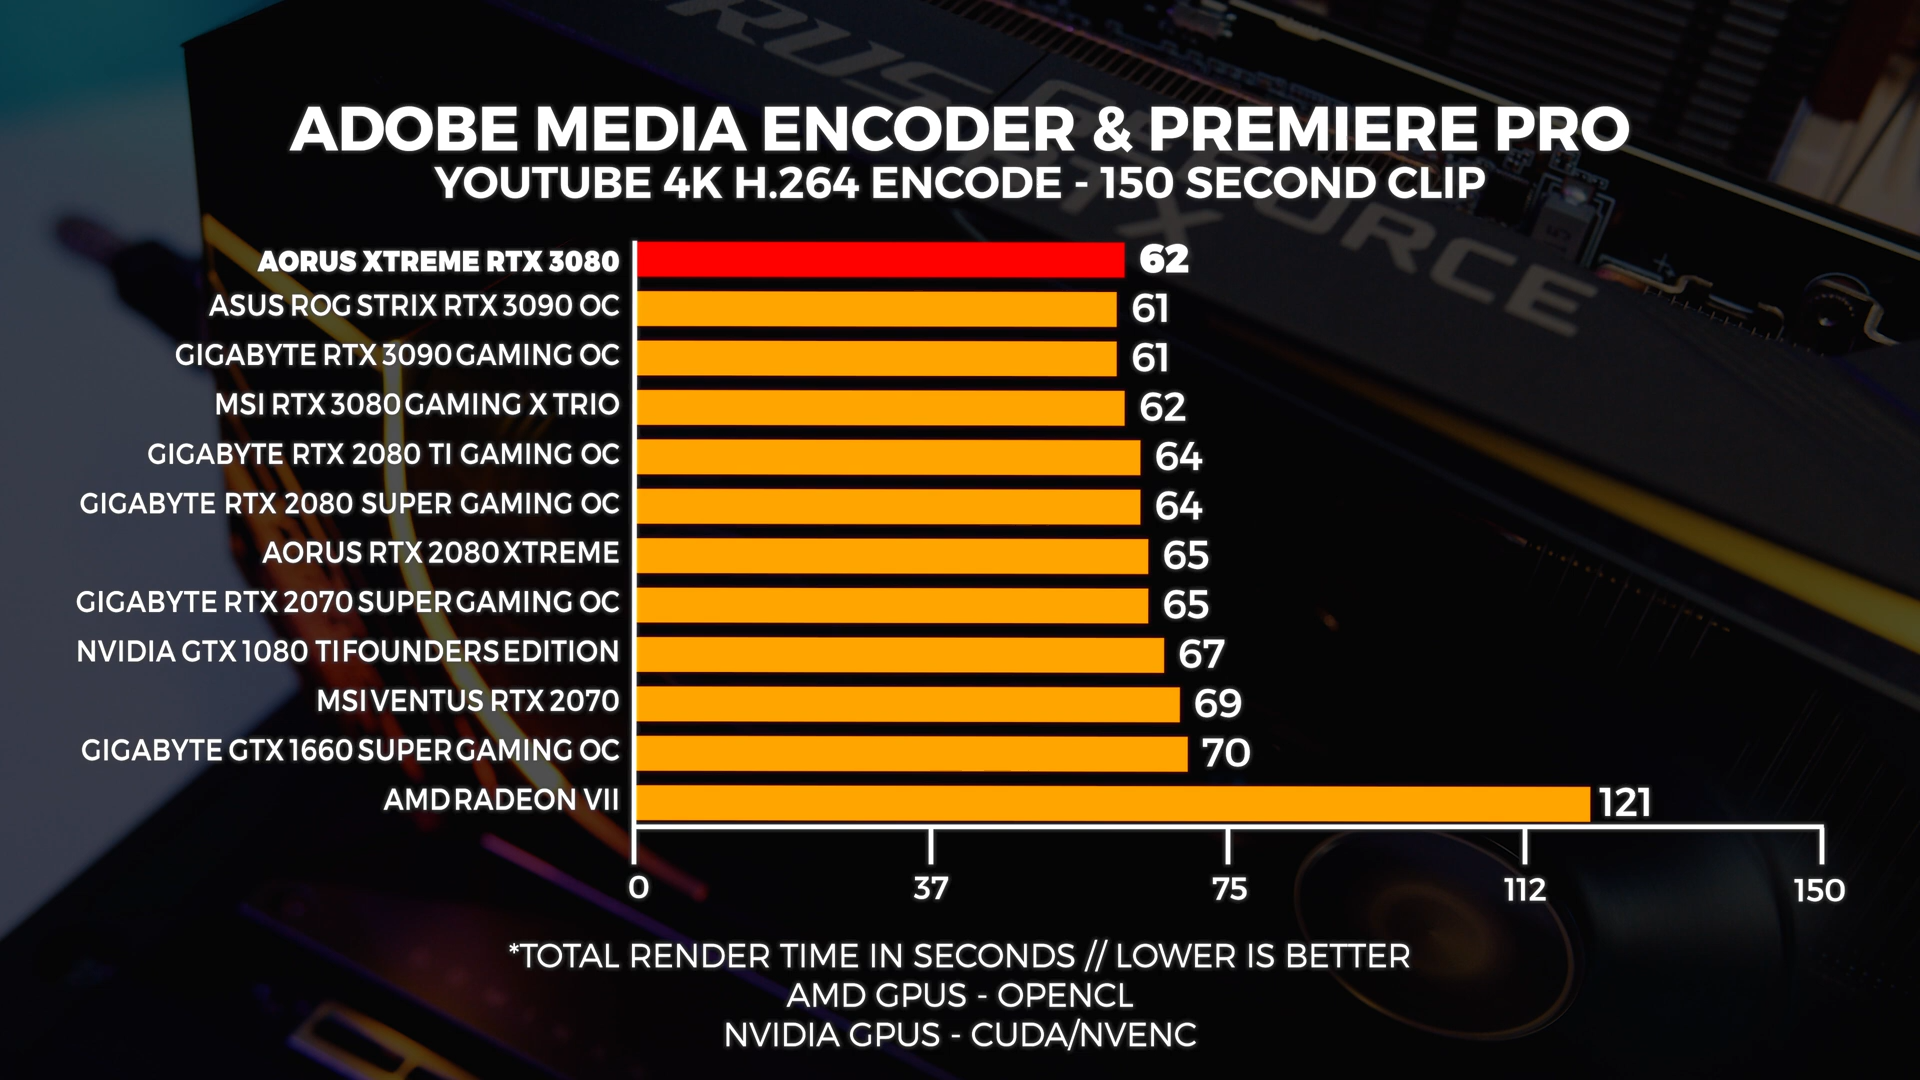 ADOBE MEDIA ENCODER & PREMIERE PRO
YOUTUBE 4K H.264 ENCODE - 150 SECOND CLIP
AORUS XTREME RTX 3080 62
ASUS ROG STRIX RTX 3090 OC 61
GIGABYTE RTX 3090 GAMING OC 61
MSI RTX 3080 GAMING X TRIO 62
GIGABYTE RTX 2080 TI GAMING OC 64
GIGABYTE RTX 2080 SUPER GAMING OC 64
AORUS RTX 2080 XTREME 65
GIGABYTE RTX 2070 SUPER GAMING OC 65
NVIDIA GTX 1080 TI FOUNDERS EDITION 67
MSI VENTUS RTX 2070 69
GIGABYTE GTX 1660 SUPER GAMING OC 70
AMD RADEON VII 121
0 37 75 112 150
*TOTAL RENDER TIME IN SECONDS // LOWER IS BETTER
AMD GPUS - OPENCL
NVIDIA GPUS - CUDA/NVENC
GEFORCE
RTX